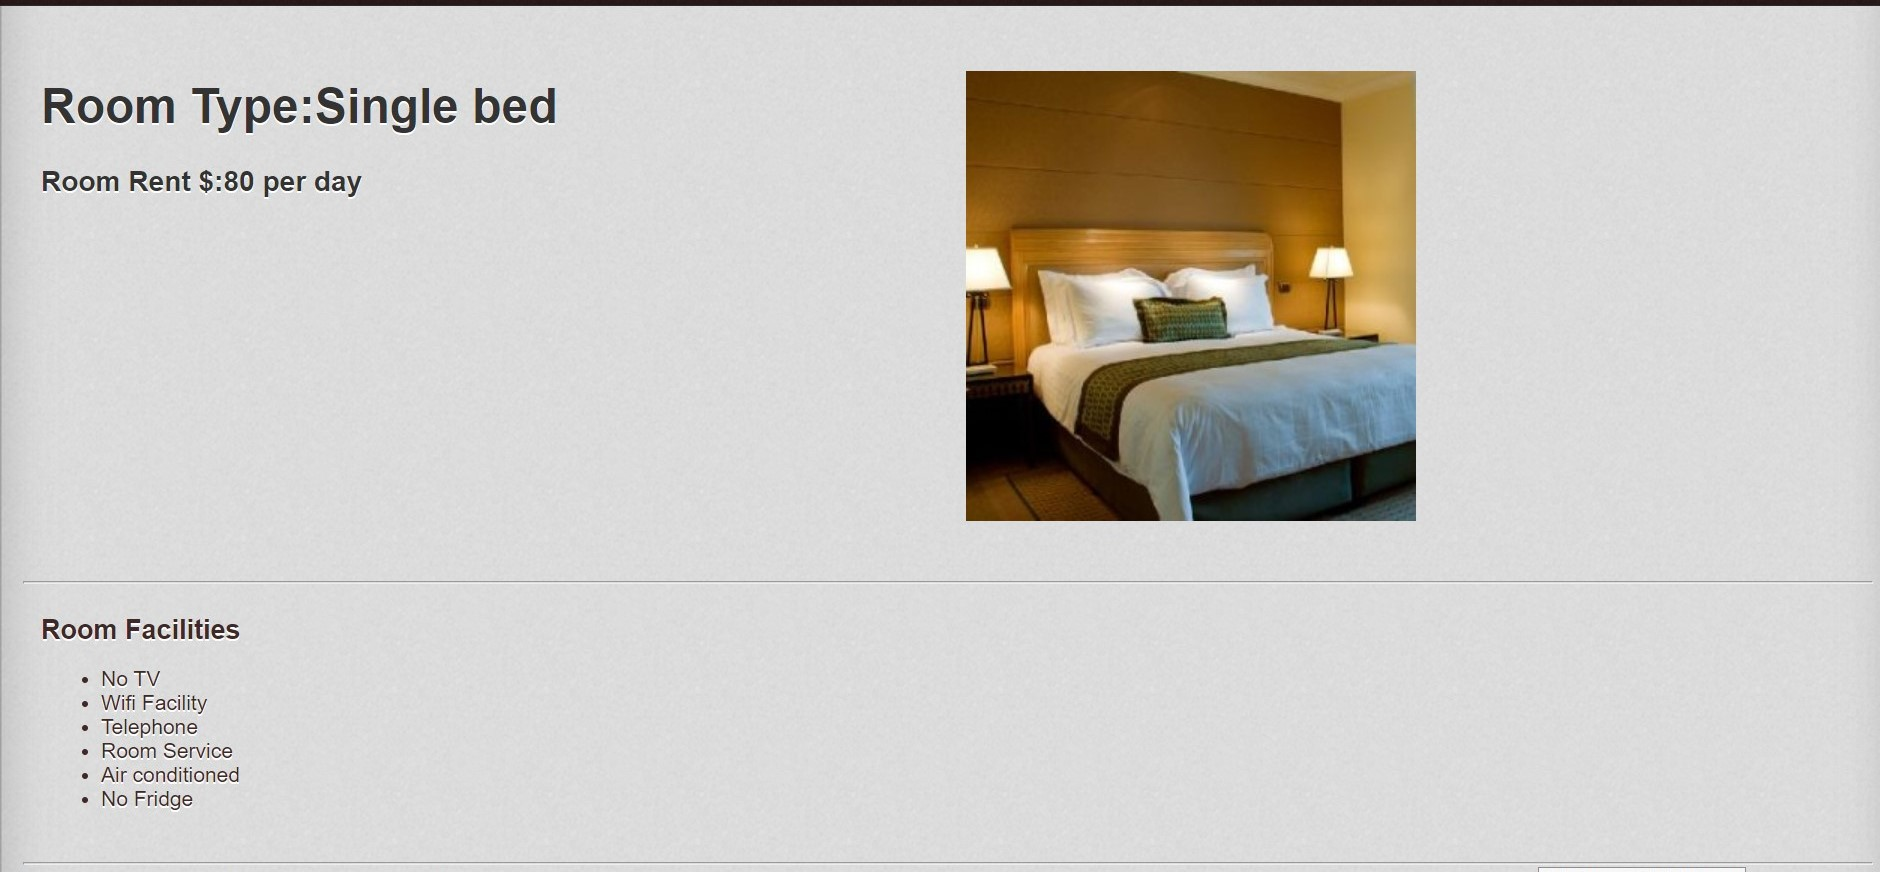 Room Type:Single bed
Room Rent $:80 per day
Room Facilities
No TV
Wifi Facility
Telephone
Room Service
Air conditioned
No Fridge